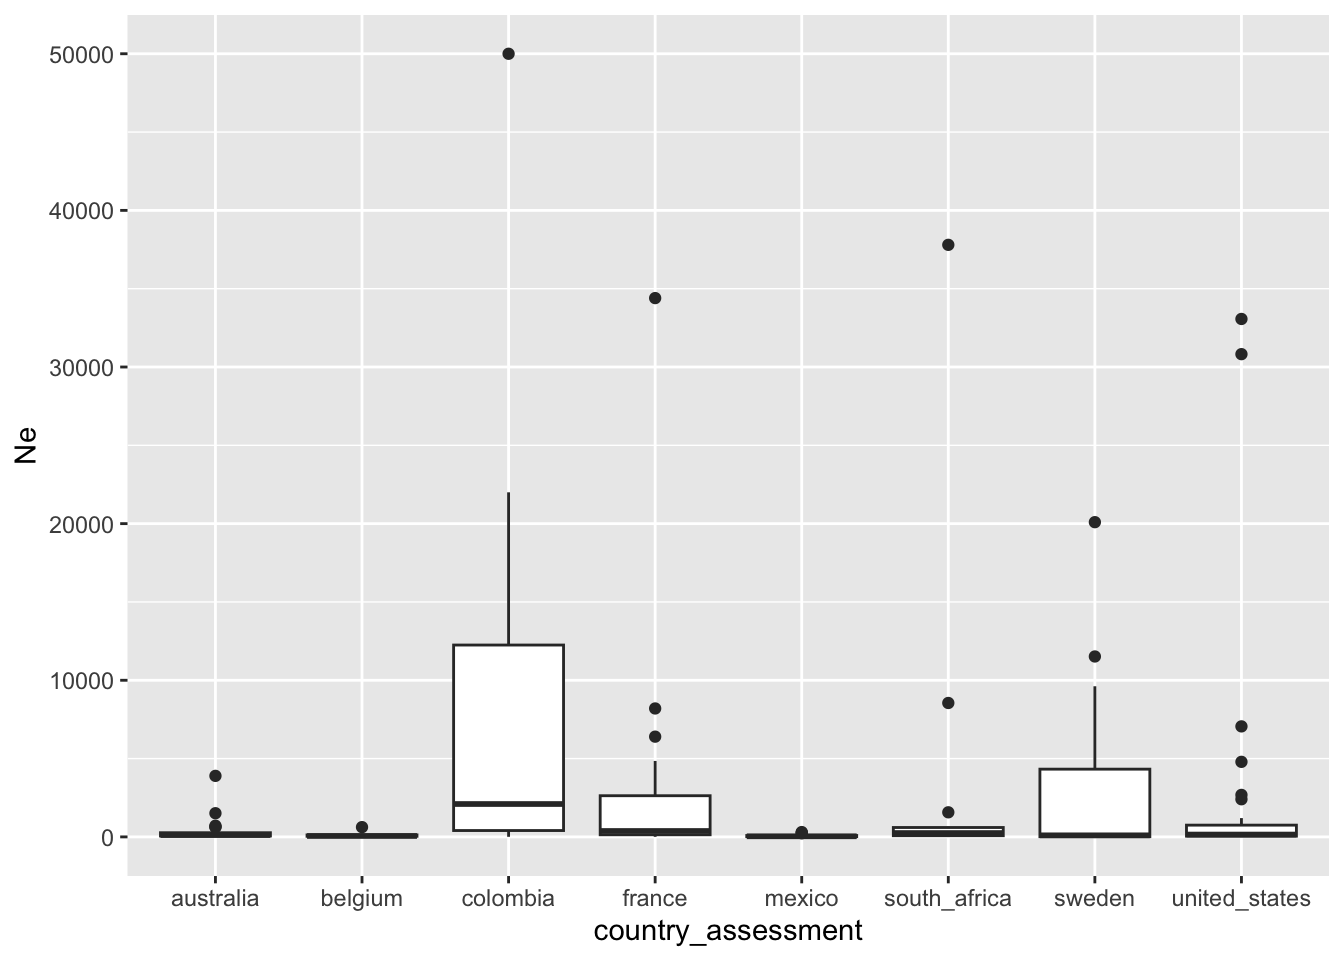 50000
40000
30000
20000
10000
0
Ne
australia belgium colombia france mexico south_africa sweden united_states
country_assessment